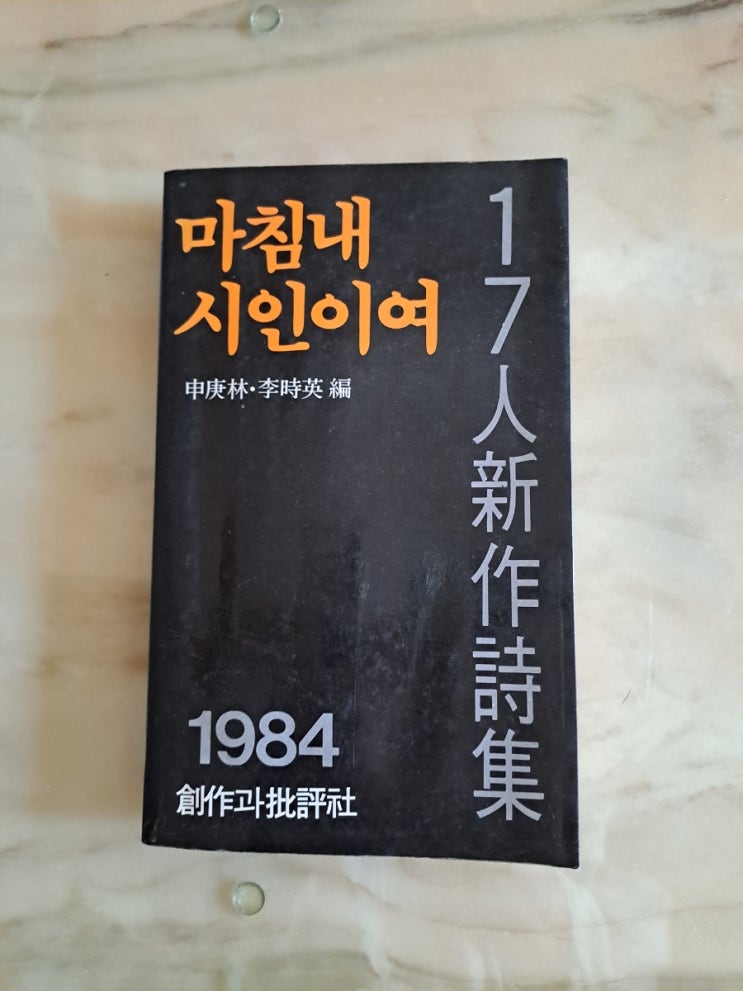 마침내
시인이여
申庚林·李時英 編
17人新作詩集
1984
創作과批評社